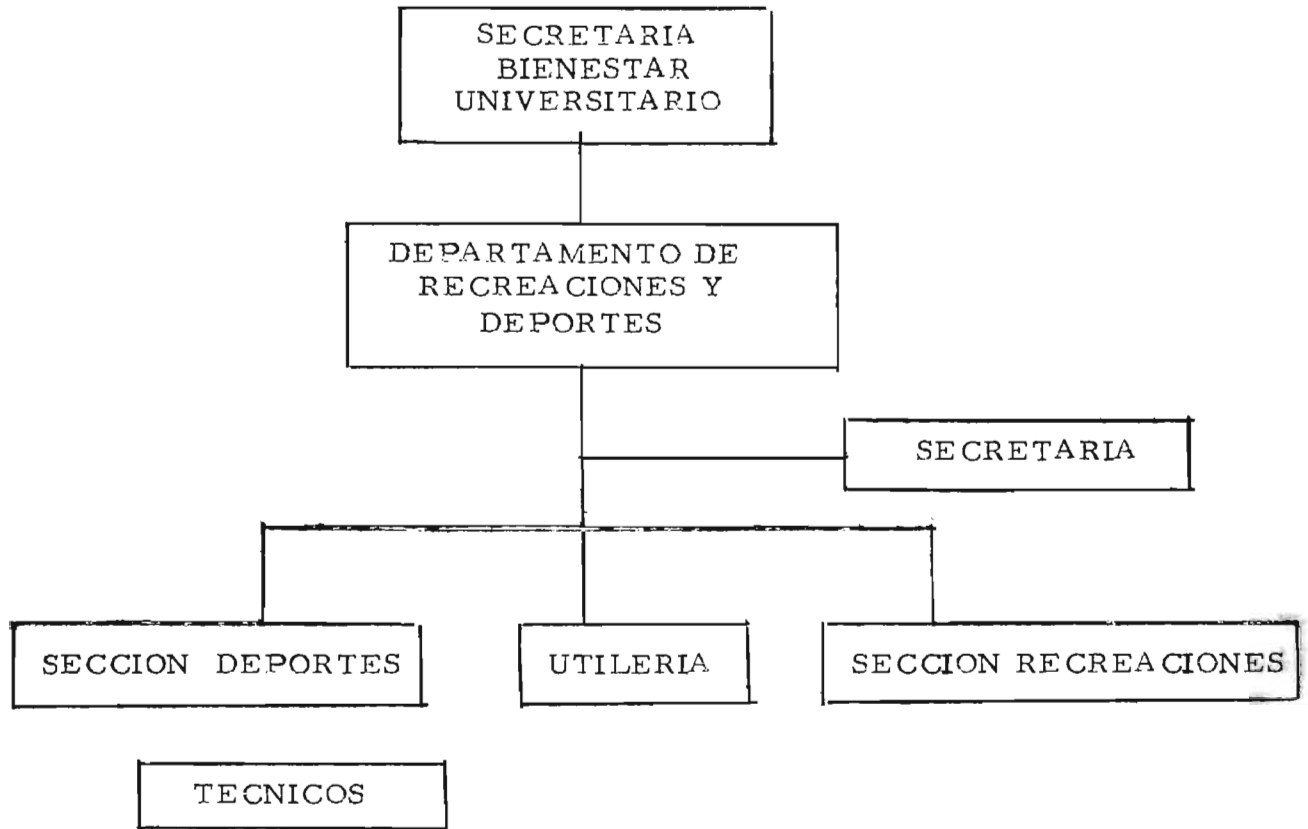 SECRETARIA
BIENESTAR
UNIVERSITARIO
DEPARTAMENTO DE
RECREACIONES Y
DEPORTES
SECRETARIA
SECCION DEPORTES
UTILERIA
SECCION RECREACIONES
TECNICOS